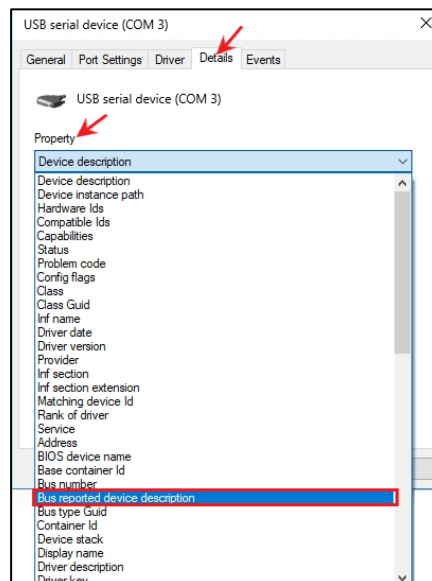 USB serial device (COM 3)
General Port Settings Driver Details Events
USB serial device (COM 3)
Property
Device description
Device description
Device instance path
Hardware Ids
Compatible Ids
Capabilities
Status
Problem code
Config flags
Class
Class Guid
Inf name
Driver date
Driver version
Provider
Inf section
Inf section extension
Matching device Id
Rank of driver
Service
Address
BIOS device name
Base container Id
Bus number
Bus reported device description
Bus type Guid
Container Id
Device stack
Display name
Driver description
Driver key